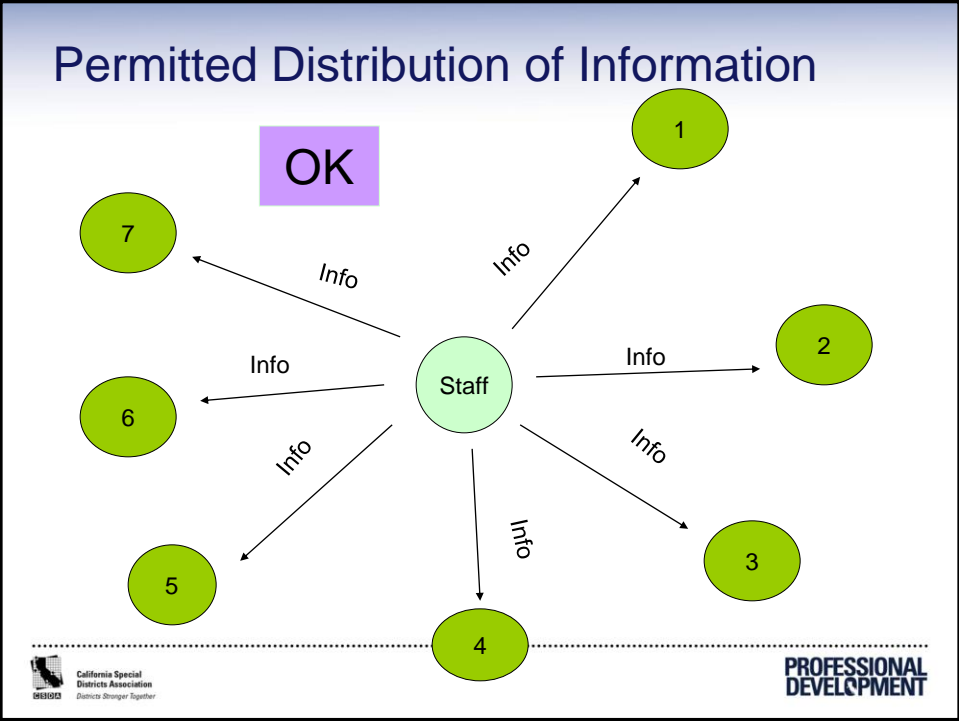 Permitted Distribution of Information
OK
1
7
Info
Info
2
Info
Info
Staff
6
Info
Info
Info
3
5
4
California Special
Districts Association
CSDA
Districts Stronger Together
PROFESSIONAL
DEVELOPMENT